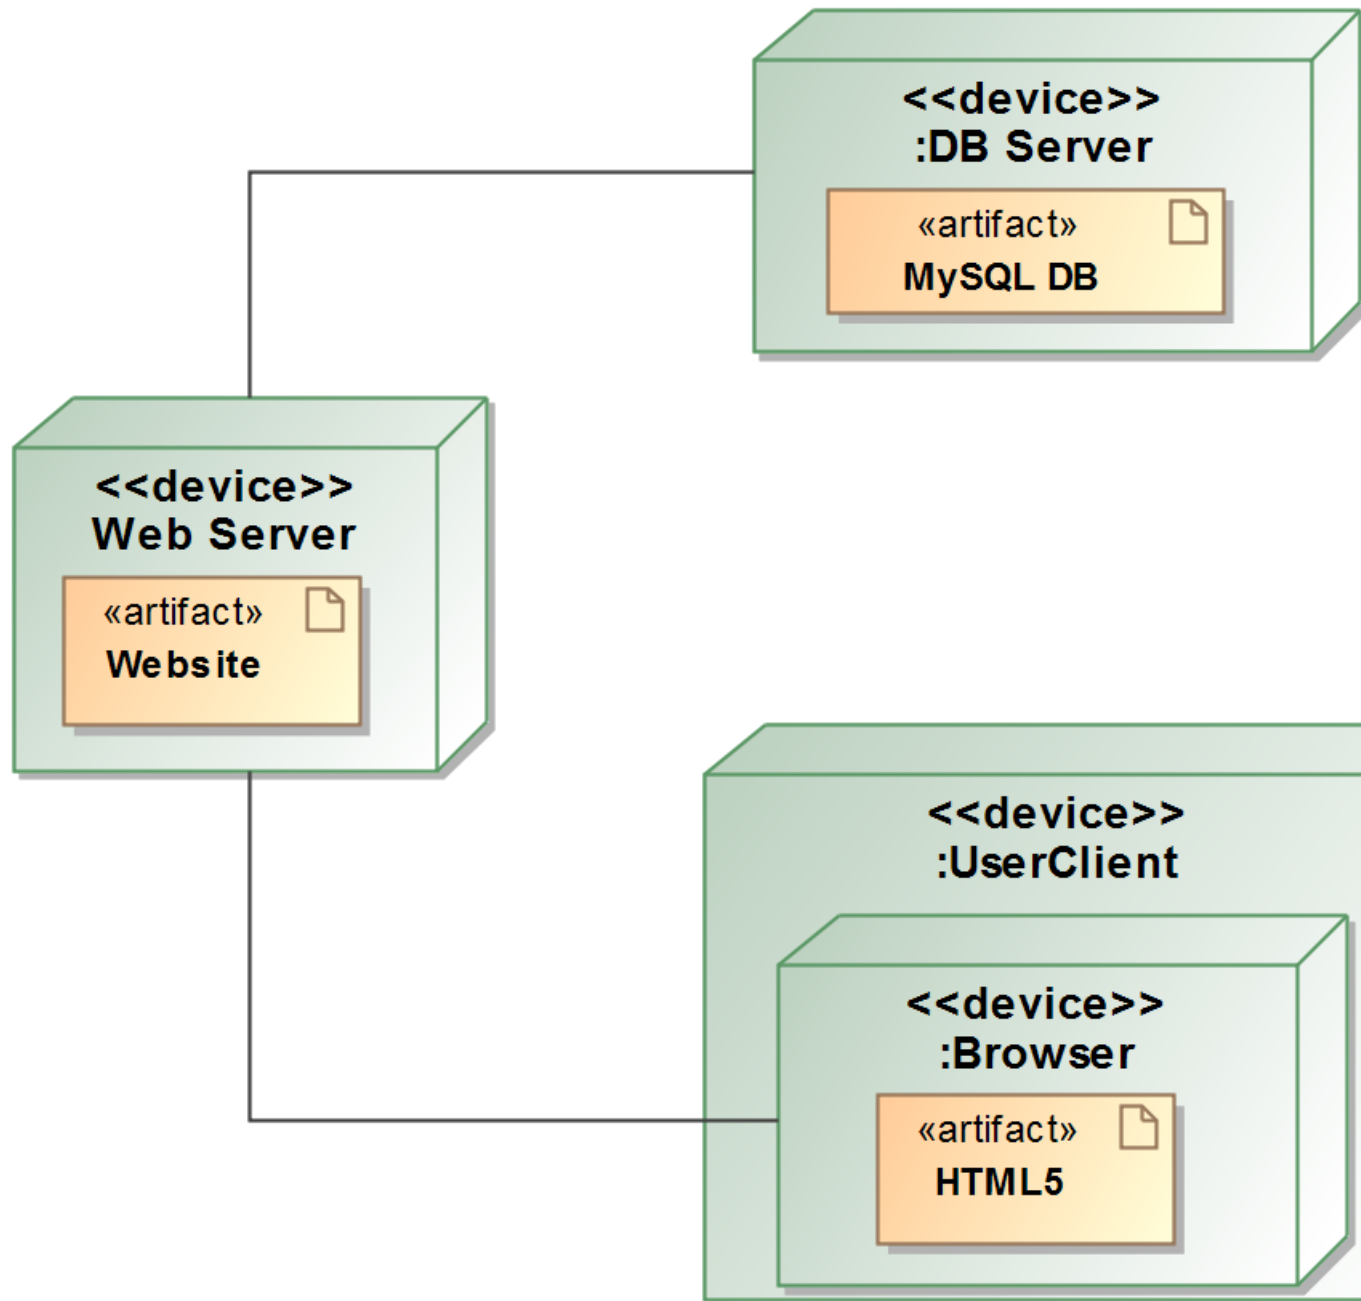 <<device>>
:DB Server
«artifact»
MySQL DB
<<device>>
Web Server
«artifact»
Website
<<device>>
:UserClient
<<device>>
:Browser
«artifact»
HTML5